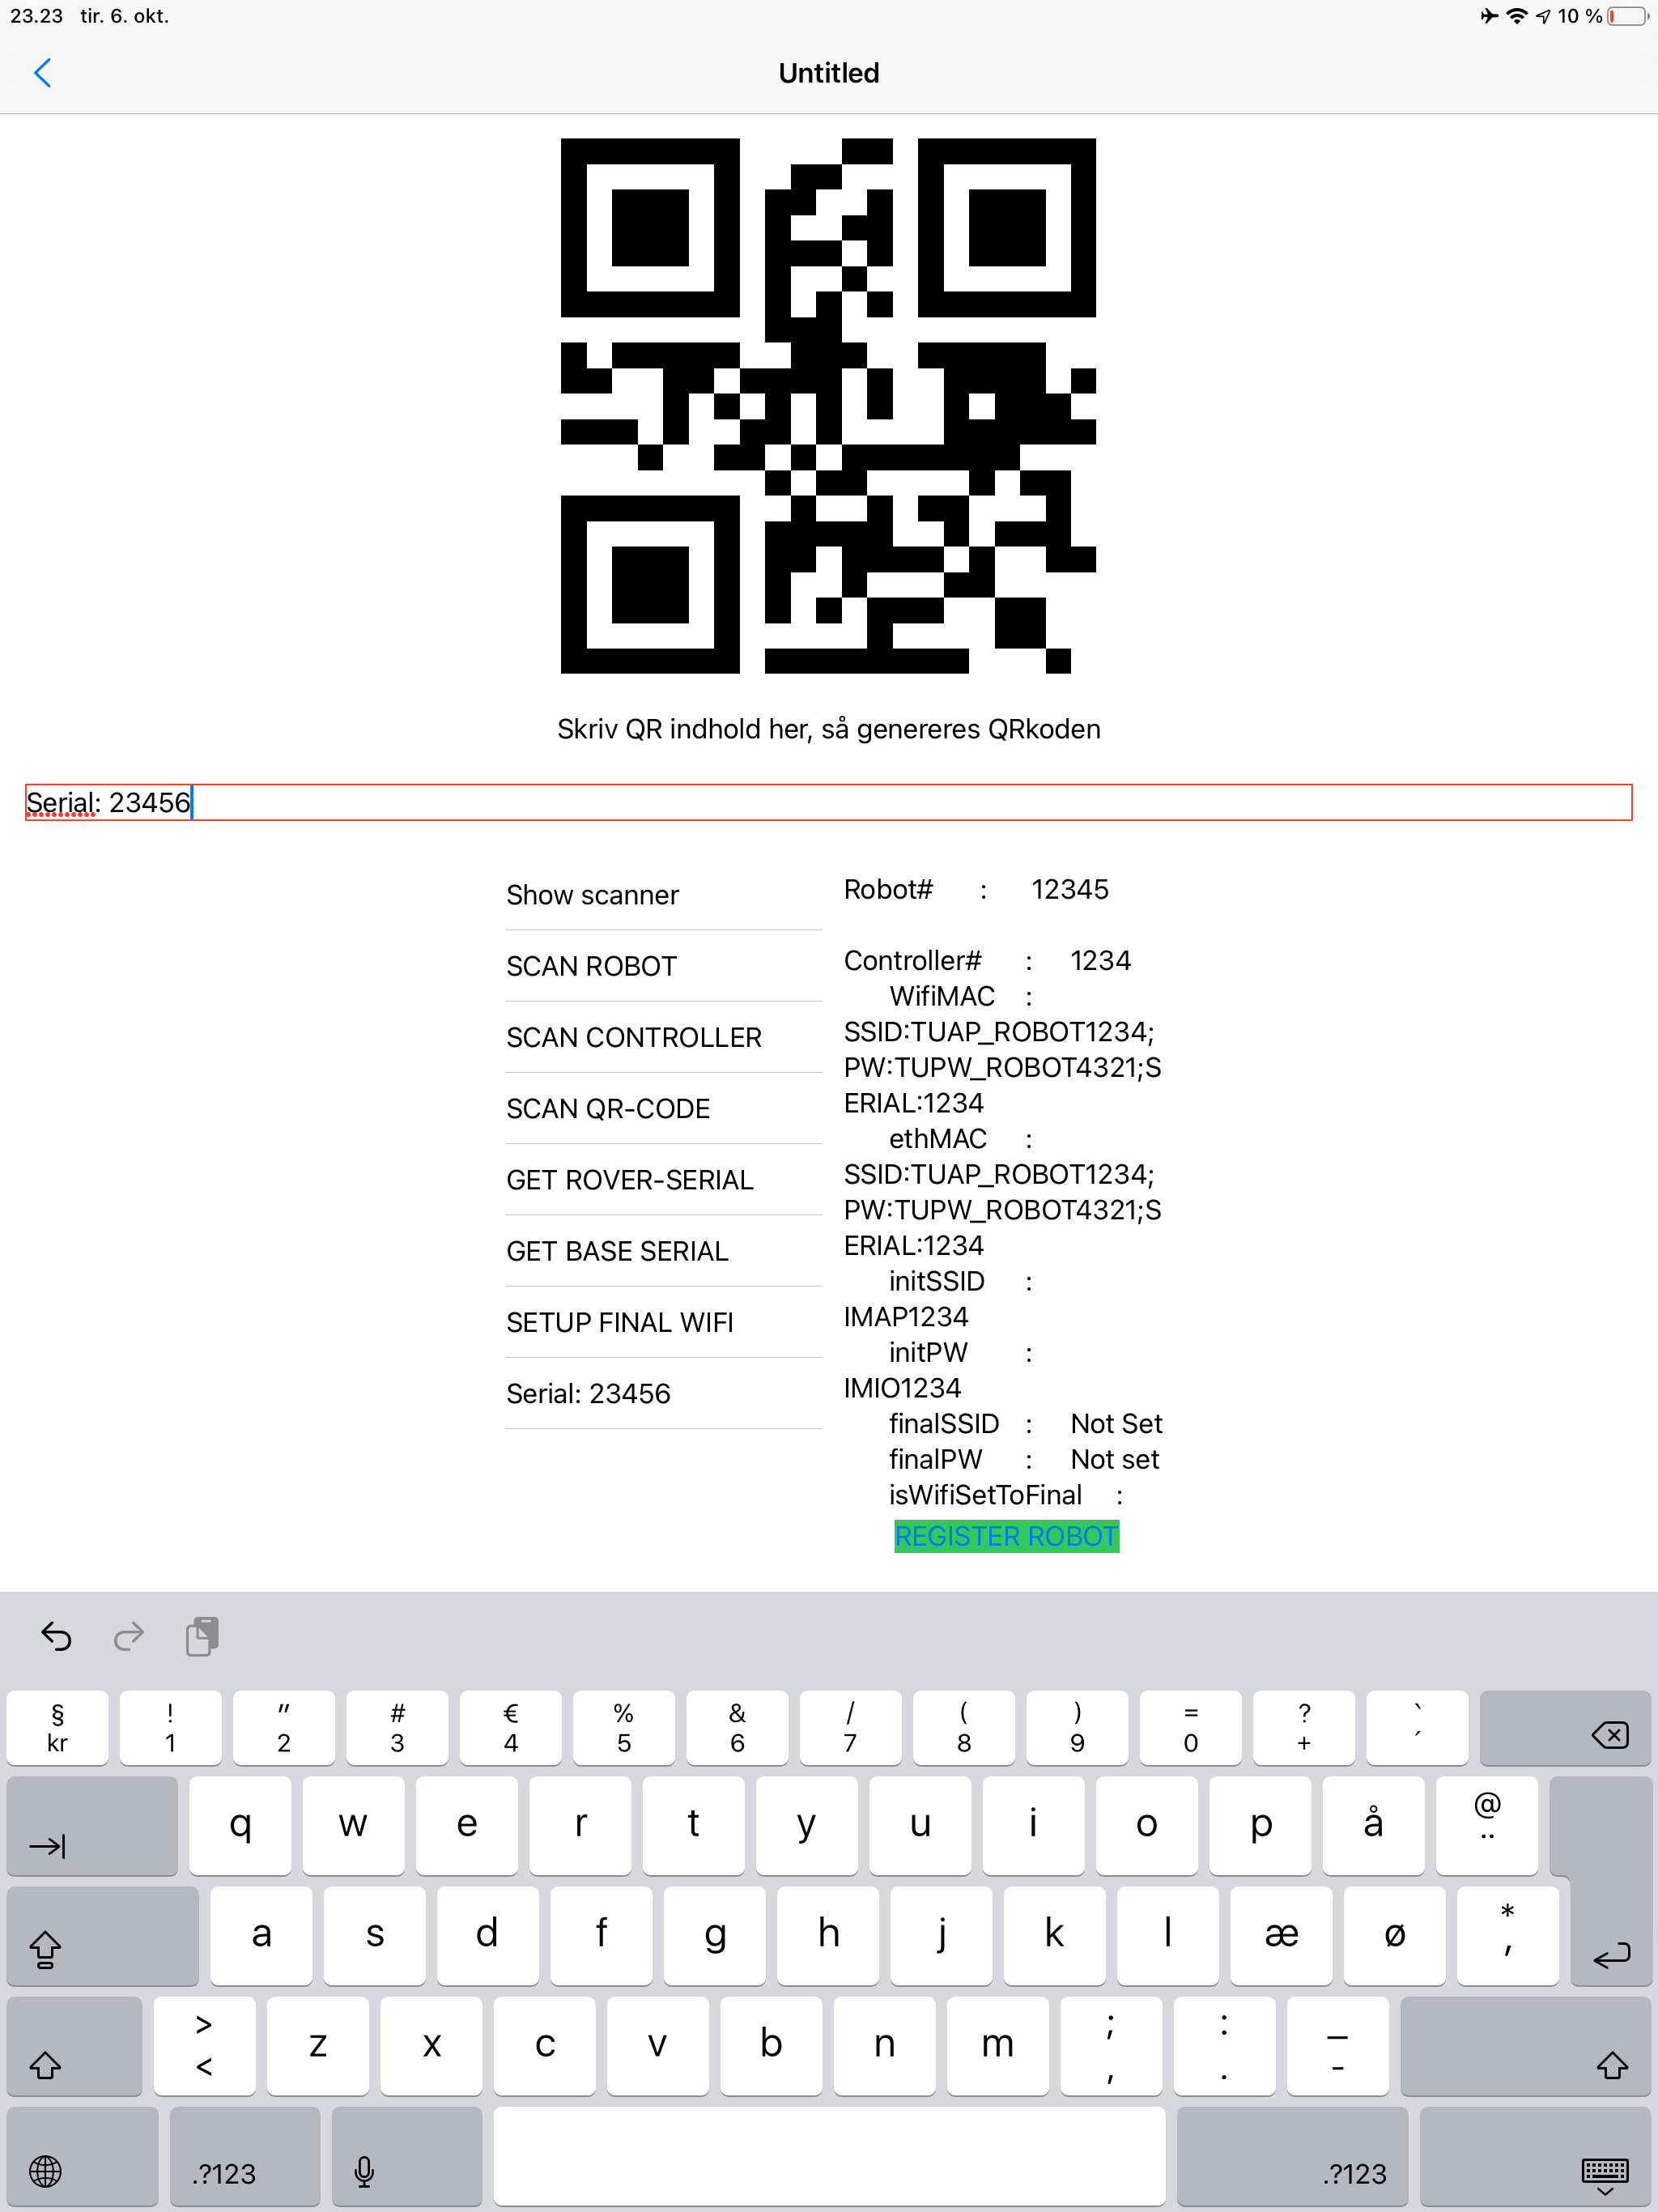 23.23 tir. 6. okt.
10 %
Untitled
Skriv QR indhold her, så genereres QRkoden
Serial: 23456
Show scanner
SCAN ROBOT
SCAN CONTROLLER
SCAN QR-CODE
GET ROVER-SERIAL
GET BASE SERIAL
SETUP FINAL WIFI
Serial: 23456
Robot# : 12345
Controller# : 1234
WifiMAC :
SSID:TUAP_ROBOT1234;
PW:TUPW_ROBOT4321;S
ERIAL:1234
ethMAC :
SSID:TUAP_ROBOT1234;
PW:TUPW_ROBOT4321;S
ERIAL:1234
initSSID :
IMAP1234
initPW :
IMIO1234
finalSSID : Not Set
finalPW : Not set
isWifiSetToFinal :
REGISTER ROBOT
§ ! " # € % & / ( ) = ? `
kr 1 2 3 4 5 6 7 8 9 0 + ´
q w e r t y u i o p å @ ¨
a s d f g h j k l æ ø * '
> < z x c v b n m ; , : . _ -
.?123 .?123